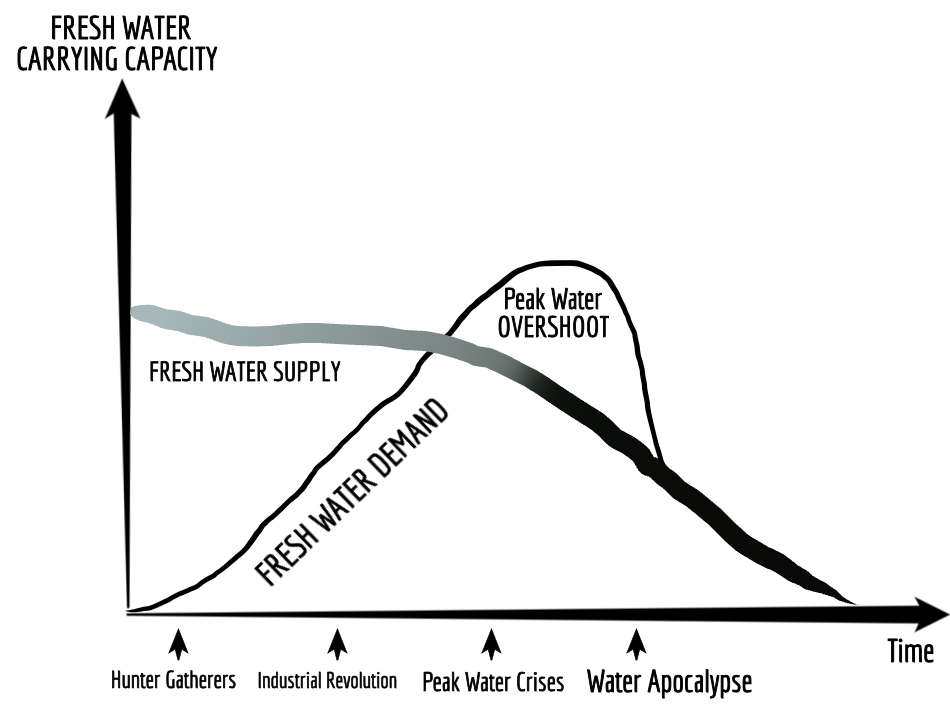 FRESH WATER
CARRYING CAPACITY
Peak Water
OVERSHOOT
FRESH WATER SUPPLY
FRESH WATER DEMAND
Time
Hunter Gatherers
Industrial Revolution
Peak Water Crises
Water Apocalypse